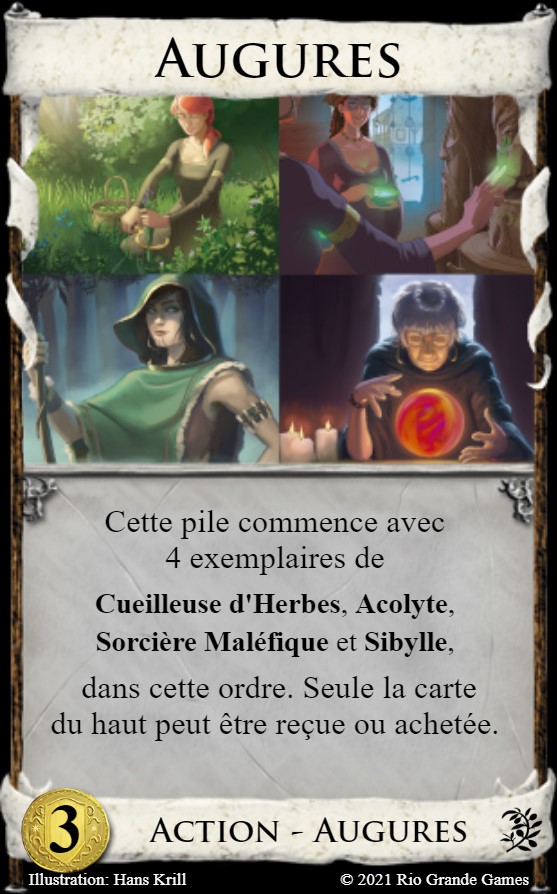 Augures
Cette pile commence avec
4 exemplaires de
Cueilleuse d'Herbes, Acolyte,
Sorcière Maléfique et Sibylle,
dans cette ordre. Seule la carte
du haut peut être reçue ou achetée.
3
Action - Augures
Illustration: Hans Krill
© 2021 Rio Grande Games